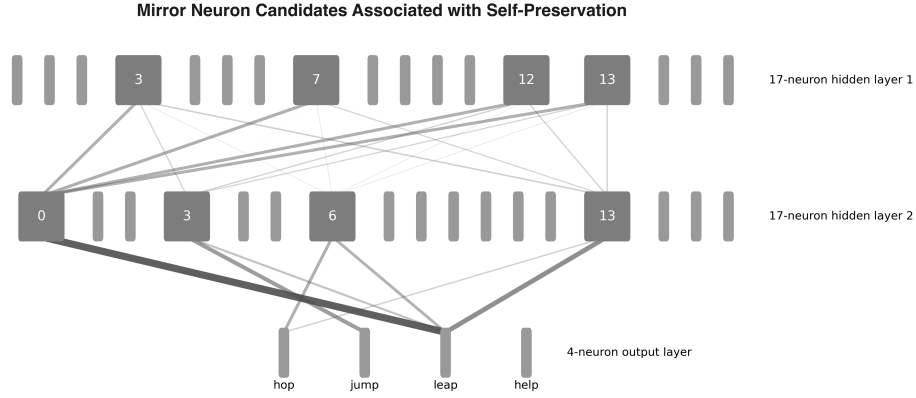 Mirror Neuron Candidates Associated with Self-Preservation
3 7 12 13 17-neuron hidden layer 1
0 3 6 13 17-neuron hidden layer 2
4-neuron output layer
hop jump leap help